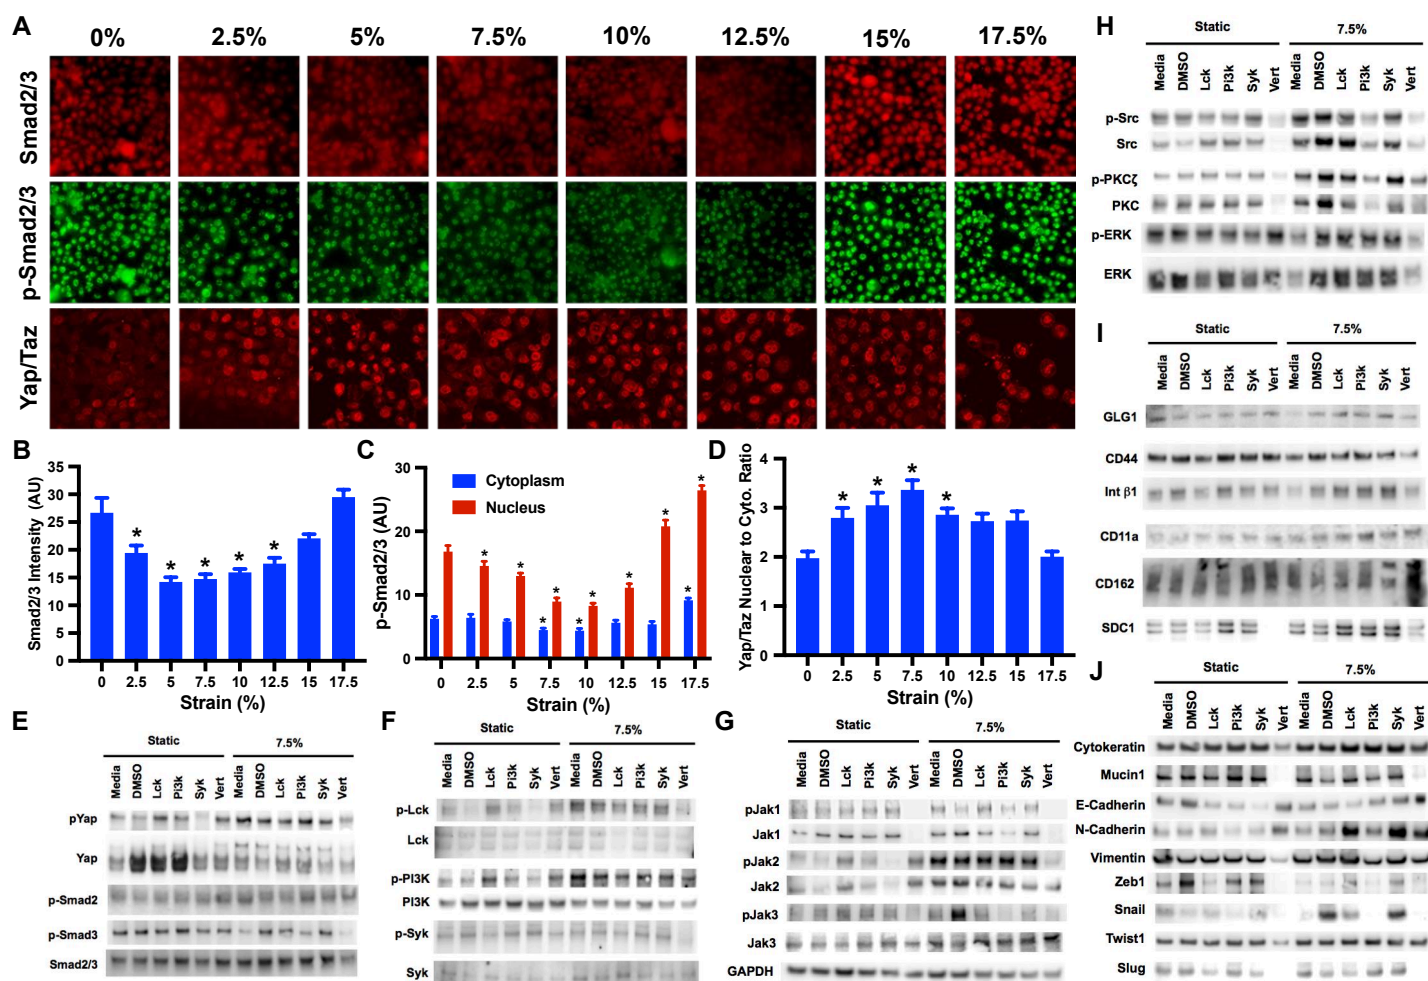 A
0% 2.5% 5% 7.5% 10% 12.5% 15% 17.5%
Smad2/3
p-Smad2/3
Yap/Taz
B
Smad2/3 Intensity (AU)
35
30
25
20
15
10
5
0
* * * * *
0 2.5 5 7.5 10 12.5 15 17.5
Strain (%)
C
p-Smad2/3 (AU)
30
20
10
0
Cytoplasm
Nucleus
* * * * * * * * * *
0 2.5 5 7.5 10 12.5 15 17.5
Strain (%)
D
Yap/Taz Nuclear to Cyto. Ratio
4
3
2
1
0
* * * *
0 2.5 5 7.5 10 12.5 15 17.5
Strain (%)
E
Static 7.5%
Media DMSO Lck Pi3k Syk Vert Media DMSO Lck Pi3k Syk Vert
pYap
Yap
p-Smad2
p-Smad3
Smad2/3
F
Static 7.5%
Media DMSO Lck Pi3k Syk Vert Media DMSO Lck Pi3k Syk Vert
p-Lck
Lck
p-PI3K
PI3K
p-Syk
Syk
G
Static 7.5%
Media DMSO Lck Pi3k Syk Vert Media DMSO Lck Pi3k Syk Vert
pJak1
Jak1
pJak2
Jak2
pJak3
Jak3
GAPDH
H
Static 7.5%
Media DMSO Lck Pi3k Syk Vert Media DMSO Lck Pi3k Syk Vert
p-Src
Src
p-PKCζ
PKC
p-ERK
ERK
I
Static 7.5%
Media DMSO Lck Pi3k Syk Vert Media DMSO Lck Pi3k Syk Vert
GLG1
CD44
Int β1
CD11a
CD162
SDC1
J
Static 7.5%
Media DMSO Lck Pi3k Syk Vert Media DMSO Lck Pi3k Syk Vert
Cytokeratin
Mucin1
E-Cadherin
N-Cadherin
Vimentin
Zeb1
Snail
Twist1
Slug